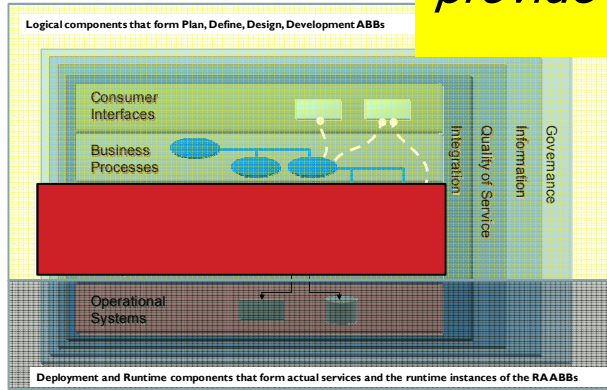 provide
Logical components that form Plan, Define, Design, Development ABBs
Consumer
Interfaces
Business
Processes
Integration
Quality of Service
Information
Governance
Operational
Systems
Deployment and Runtime components that form actual services and the runtime instances of the RA ABBs